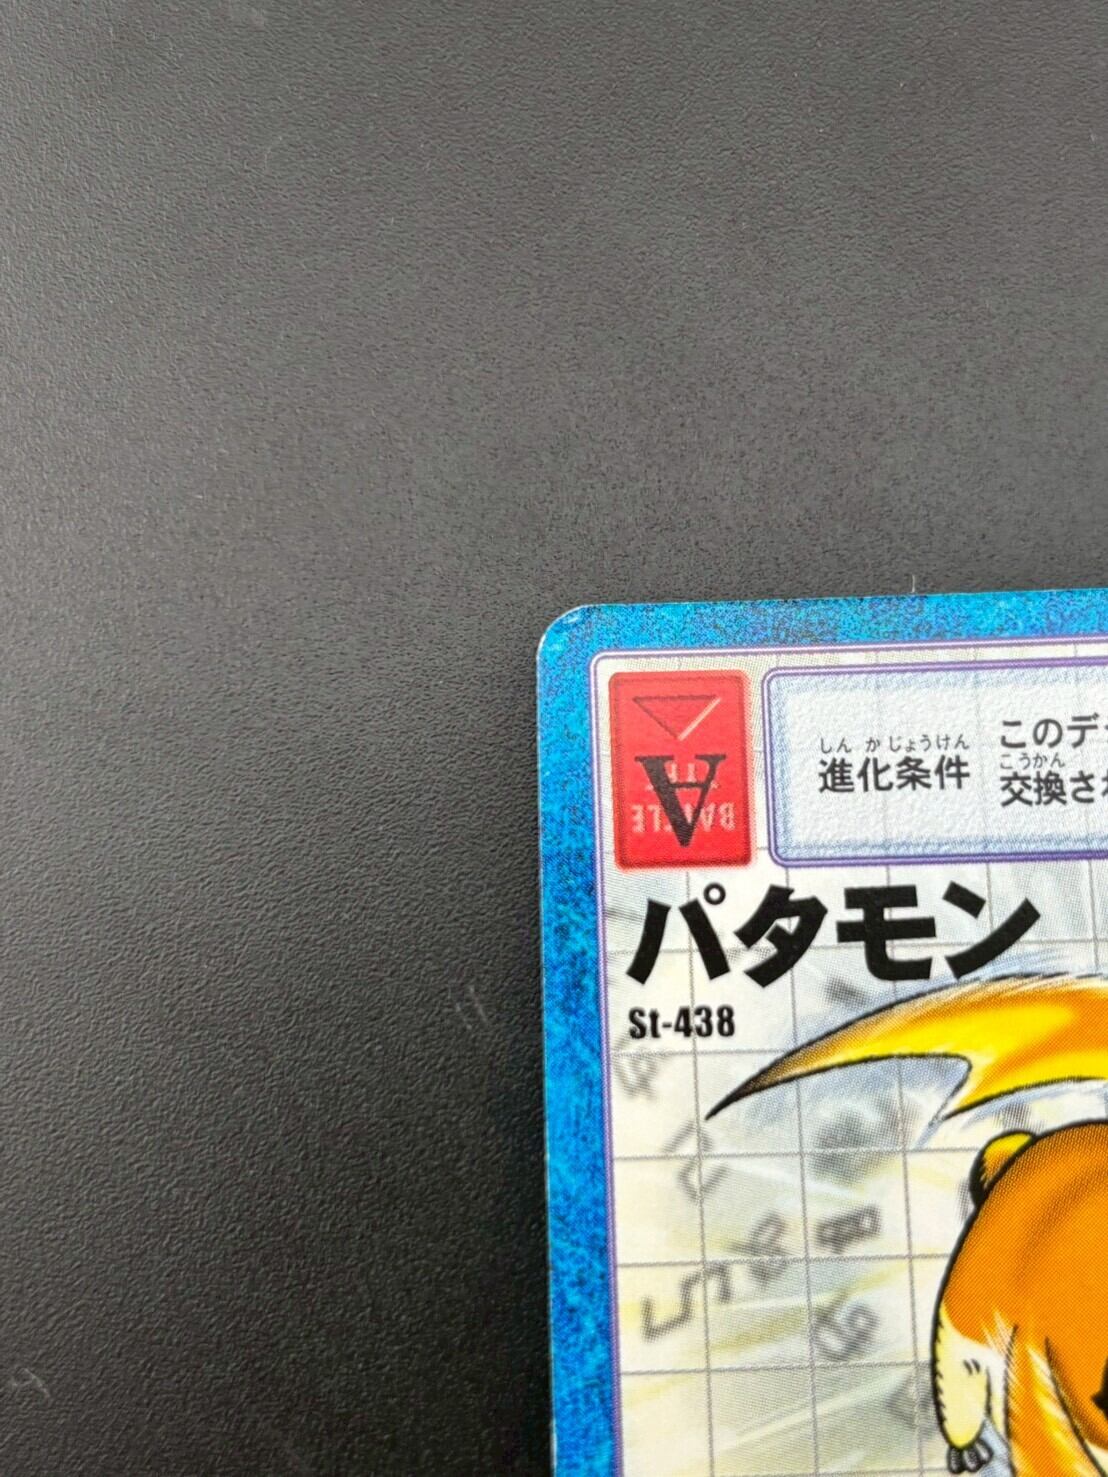 BATTLE
A
しんかじょうけん
進化条件
このデ
こうかん
交換さ
パタモン
St-438